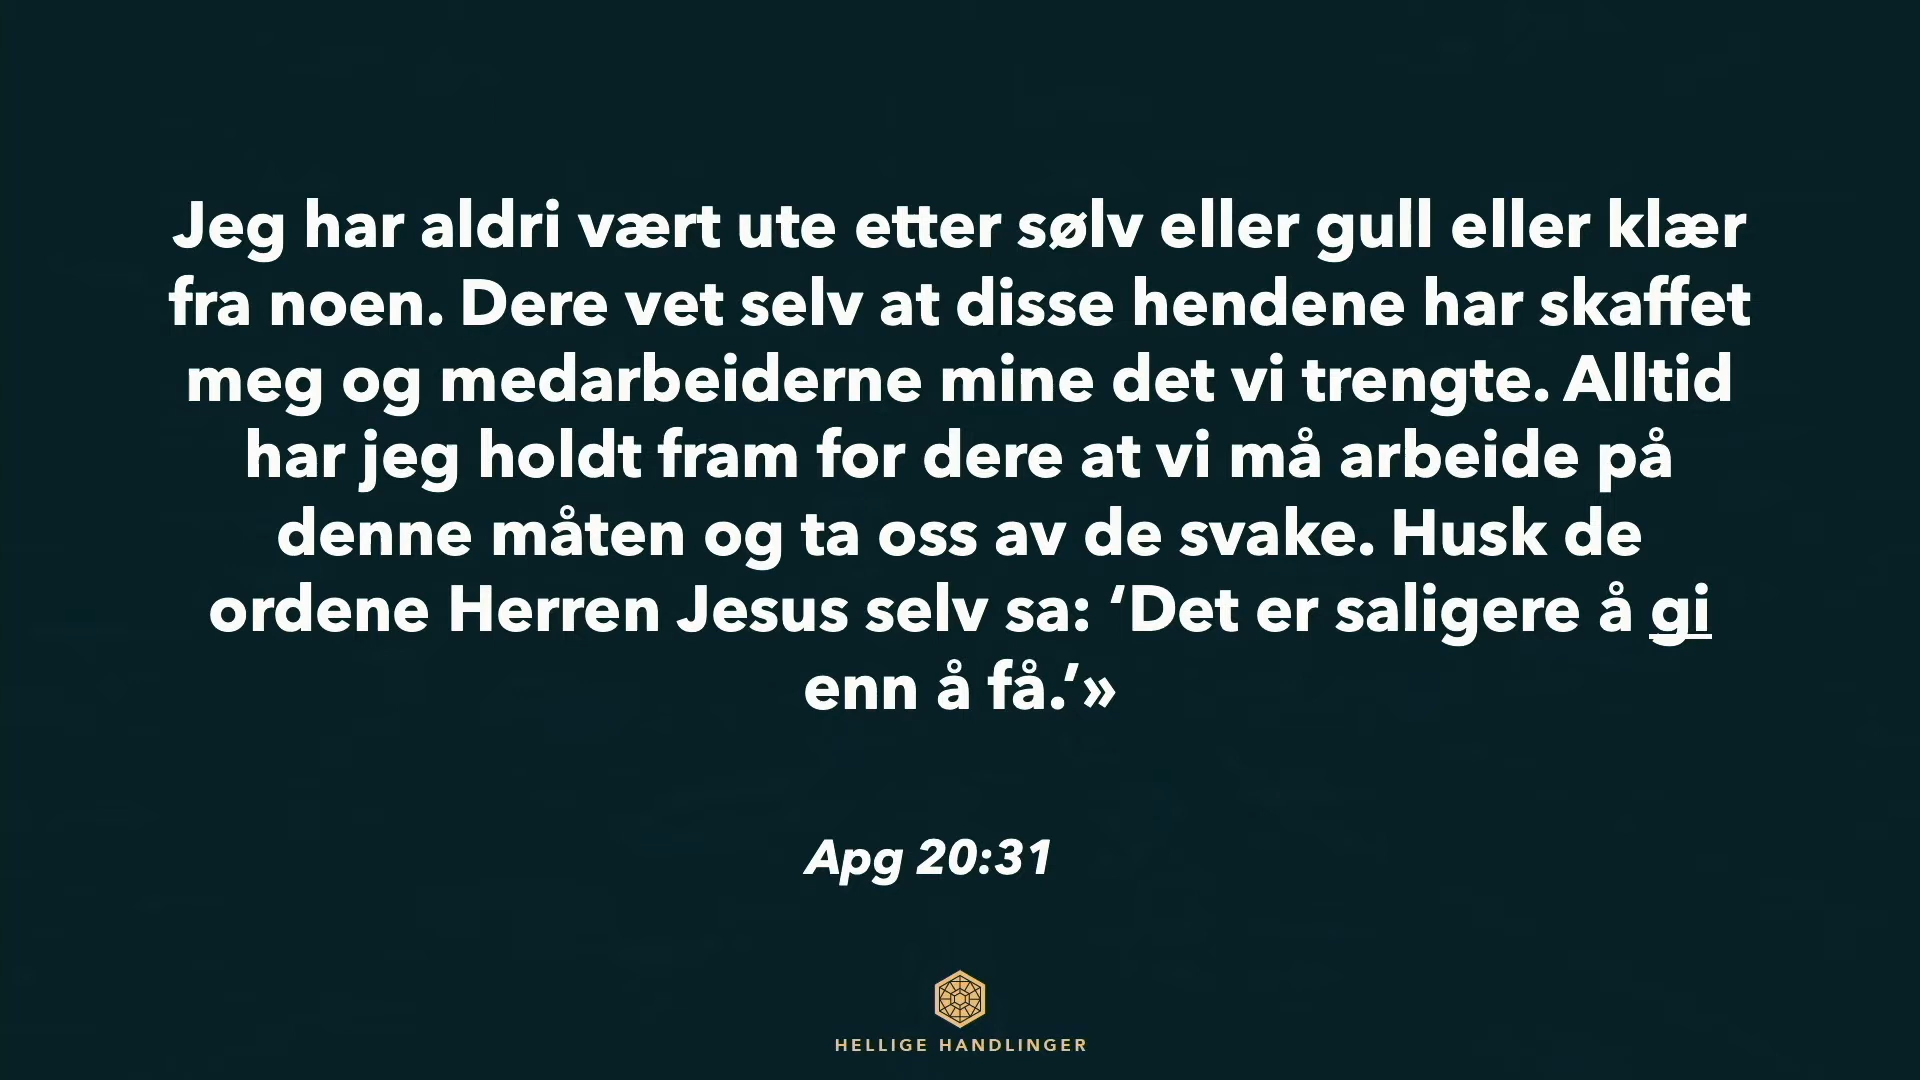 Jeg har aldri vært ute etter sølv eller gull eller klær
fra noen. Dere vet selv at disse hendene har skaffet
meg og medarbeiderne mine det vi trengte. Alltid
har jeg holdt fram for dere at vi må arbeide på
denne måten og ta oss av de svake. Husk de
ordene Herren Jesus selv sa: ‘Det er saligere å gi
enn å få.’»
Apg 20:31
HELLIGE HANDLINGER